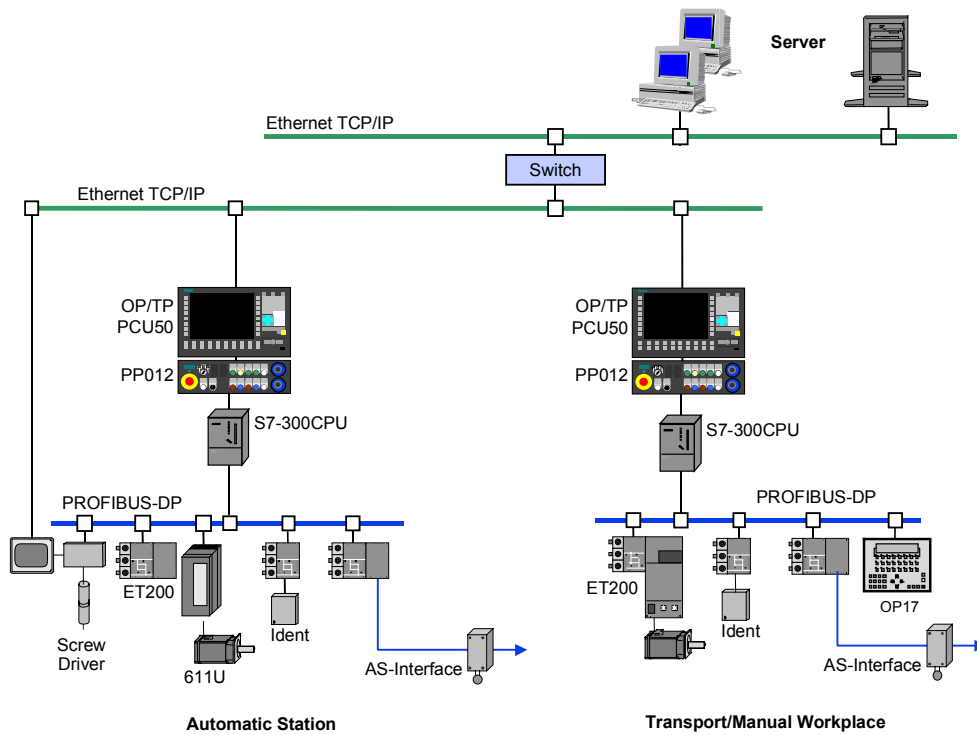 Server
Ethernet TCP/IP
Switch
Ethernet TCP/IP
OP/TP
PCU50
PP012
S7-300CPU
OP/TP
PCU50
PP012
S7-300CPU
PROFIBUS-DP
ET200
Screw
Driver
611U
Ident
AS-Interface
PROFIBUS-DP
ET200
Ident
OP17
AS-Interface
Automatic Station
Transport/Manual Workplace